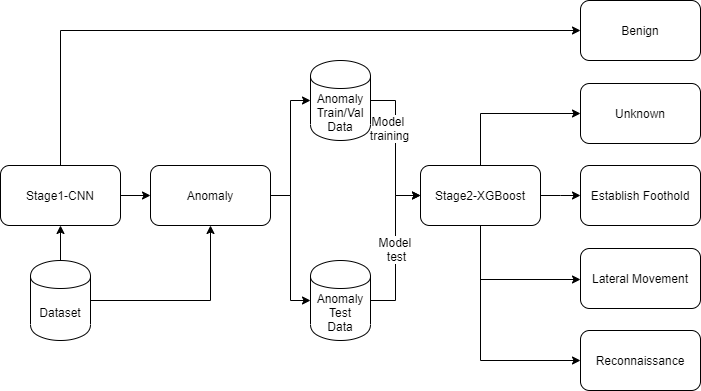 Benign
Anomaly
Train/Val
Data
Model
training
Unknown
Stage1-CNN
Anomaly
Stage2-XGBoost
Establish Foothold
Model
test
Dataset
Anomaly
Test
Data
Lateral Movement
Reconnaissance